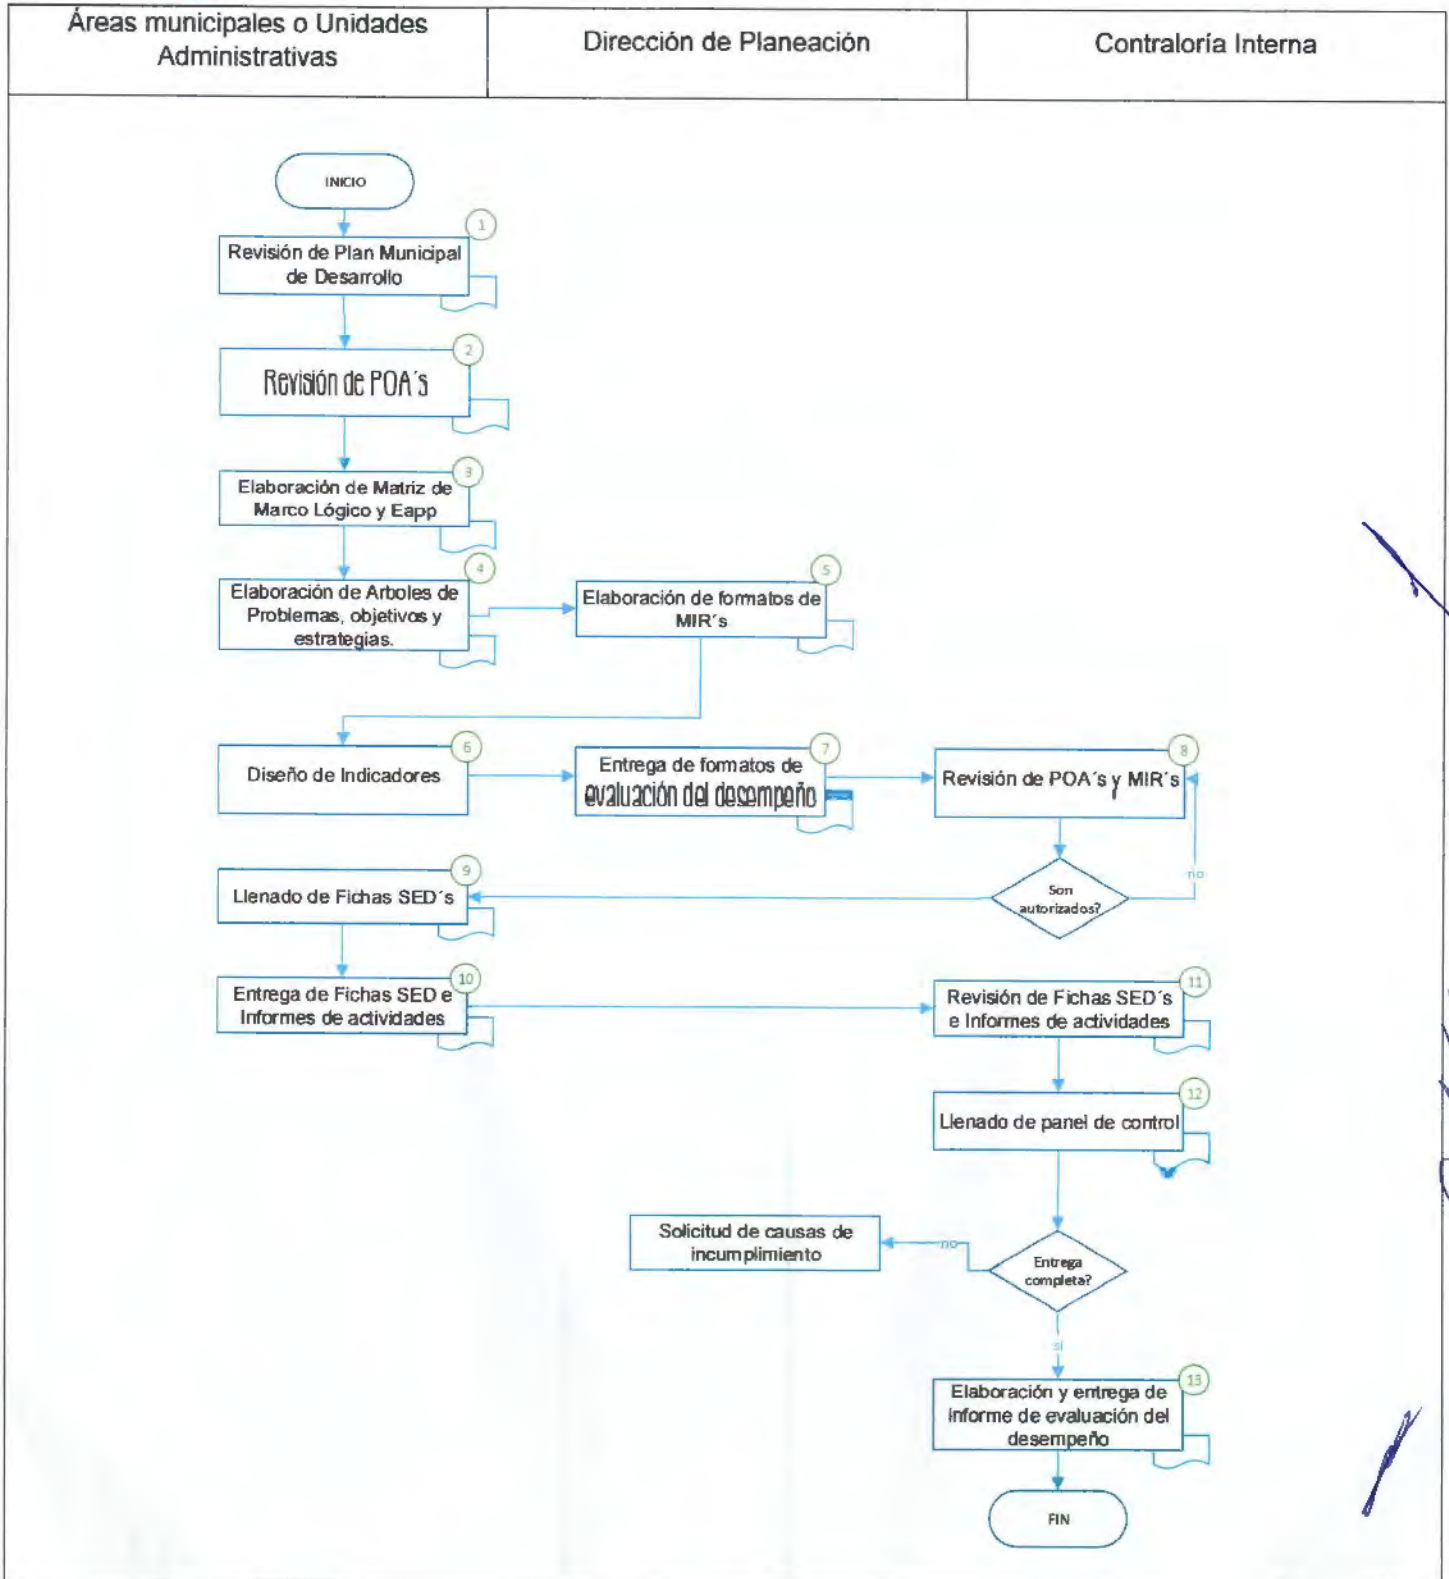 Áreas municipales o Unidades
Administrativas
Dirección de Planeación
Contraloría Interna
INICIO
1
Revisión de Plan Municipal
de Desarrollo
2
Revisión de POA´s
3
Elaboración de Matriz de
Marco Lógico y Eapp
4
Elaboración de Arboles de
Problemas, objetivos y
estrategias.
5
Elaboración de formatos de
MIR´s
6
Diseño de Indicadores
7
Entrega de formatos de
evaluación del desempeño
8
Revisión de POA´s y MIR´s
Son
autorizados?
no
9
Llenado de Fichas SED´s
10
Entrega de Fichas SED e
Informes de actividades
11
Revisión de Fichas SED´s
e Informes de actividades
12
Llenado de panel de control
Entrega
completa?
no
Solicitud de causas de
incumplimiento
si
13
Elaboración y entrega de
informe de evaluación del
desempeño
FIN